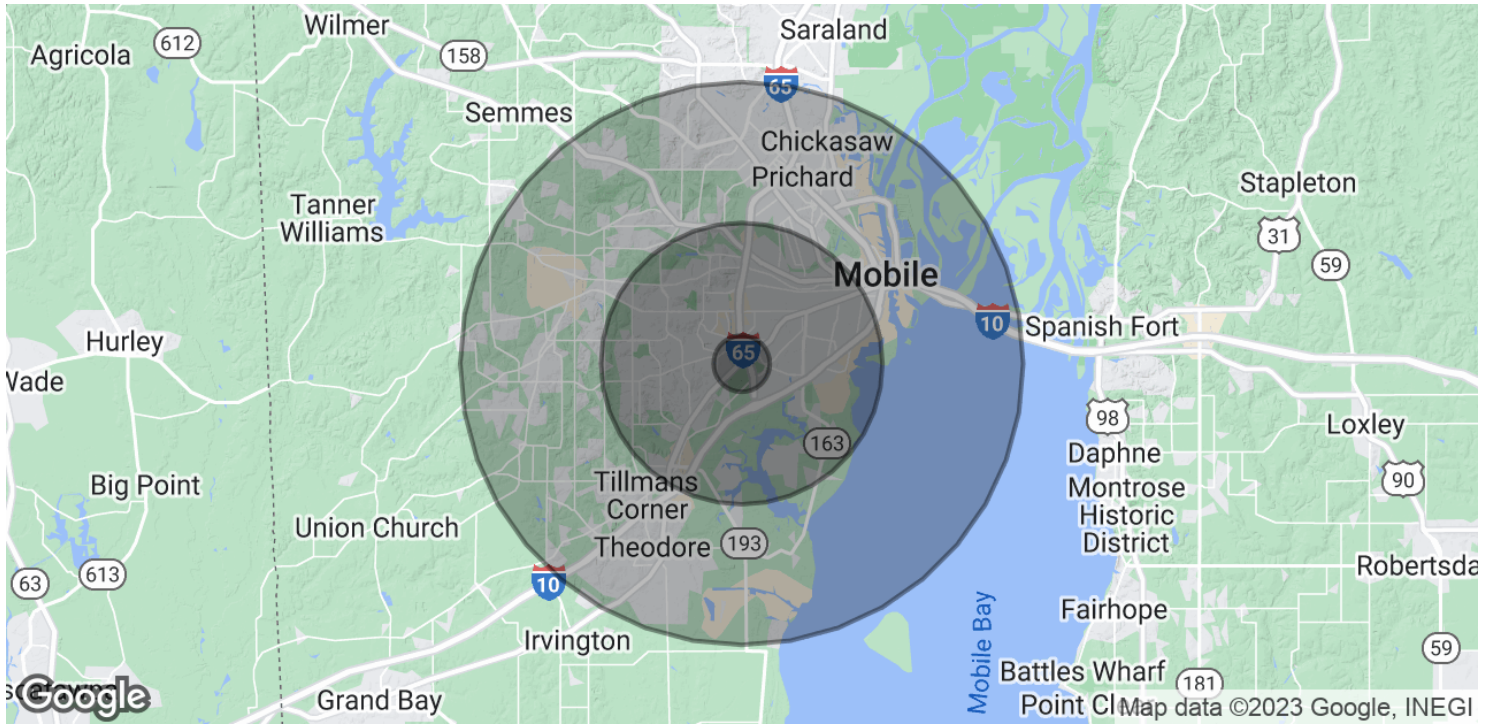 Wilmer
Saraland
Agricola
612
158
65
Semmes
Chickasaw
Prichard
Stapleton
Tanner
Williams
31
59
Mobile
10
Spanish Fort
Hurley
65
Wade
98
Loxley
163
Daphne
90
Tillmans
Corner
Big Point
Montrose
Historic
District
Union Church
Theodore
193
63
613
10
Robertsda
Fairhope
Irvington
Mobile Bay
59
Battles Wharf
181
Grand Bay
Point Cle
Google
Map data ©2023 Google, INEGI